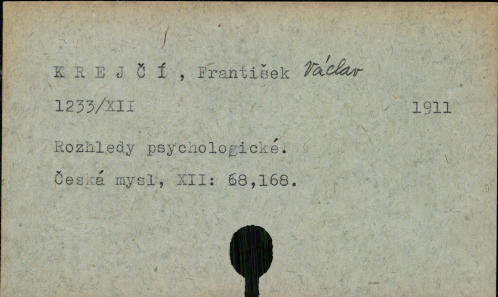 K R E J Č Í , František Václav
1233/XII 1911
Rozhledy psychologické.
Česká mysl, XII: 68,168.